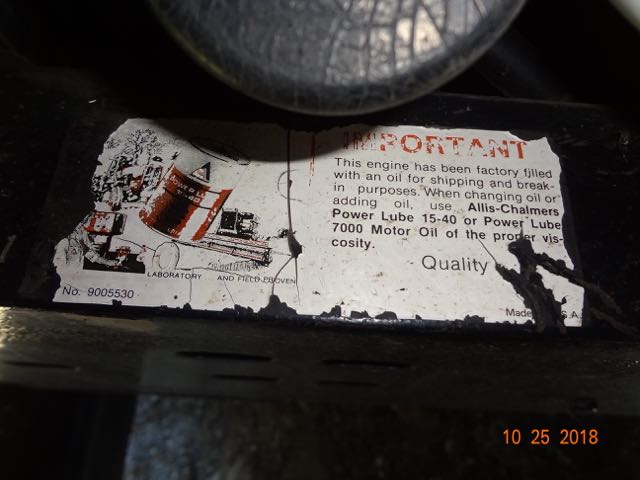 IMPORTANT
This engine has been factory filled
with an oil for shipping and break-
in purposes. When changing oil or
adding oil, use Allis-Chalmers
Power Lube 15-40 or Power Lube
7000 Motor Oil of the proper vis-
cosity.
Quality
LABORATORY AND FIELD PROVEN
No. 9005530
Made U.S.A.
10 25 2018